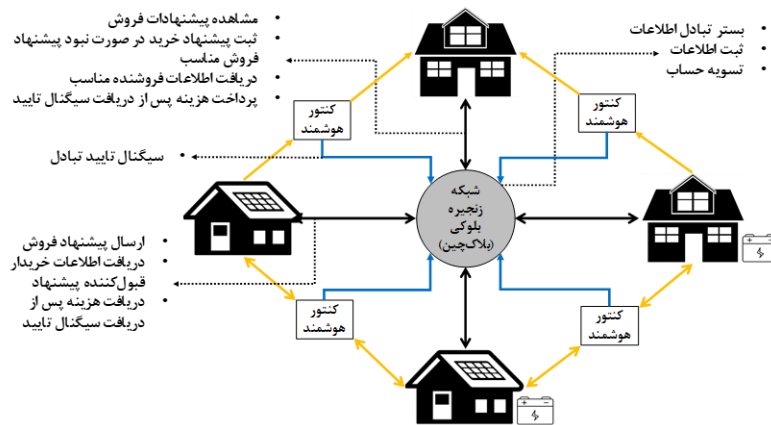 مشاهده پیشنهادات فروش
ثبت پیشنهاد خرید در صورت نبود پیشنهاد
فروش مناسب
دریافت اطلاعات فروشنده مناسب
پرداخت هزینه پس از دریافت سیگنال تایید
بستر تبادل اطلاعات
ثبت اطلاعات
تسویه حساب
کنتور
هوشمند
کنتور
هوشمند
سیگنال تایید تبادل
شبکه
زنجیره
بلوکی
(بلاک‌چین)
ارسال پیشنهاد فروش
دریافت اطلاعات خریدار
قبول‌کننده پیشنهاد
دریافت هزینه پس از
دریافت سیگنال تایید
کنتور
هوشمند
کنتور
هوشمند